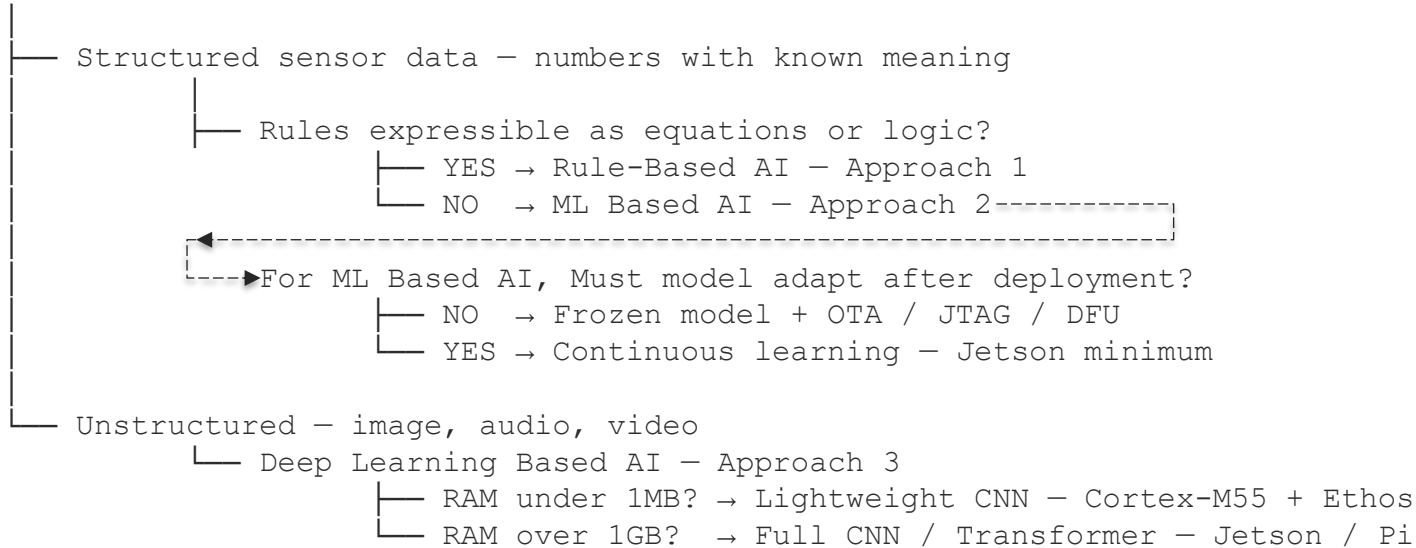 Structured sensor data — numbers with known meaning
Rules expressible as equations or logic?
YES → Rule-Based AI — Approach 1
NO → ML Based AI — Approach 2
For ML Based AI, Must model adapt after deployment?
NO → Frozen model + OTA / JTAG / DFU
YES → Continuous learning — Jetson minimum
Unstructured — image, audio, video
Deep Learning Based AI — Approach 3
RAM under 1MB? → Lightweight CNN — Cortex-M55 + Ethos
RAM over 1GB? → Full CNN / Transformer — Jetson / Pi